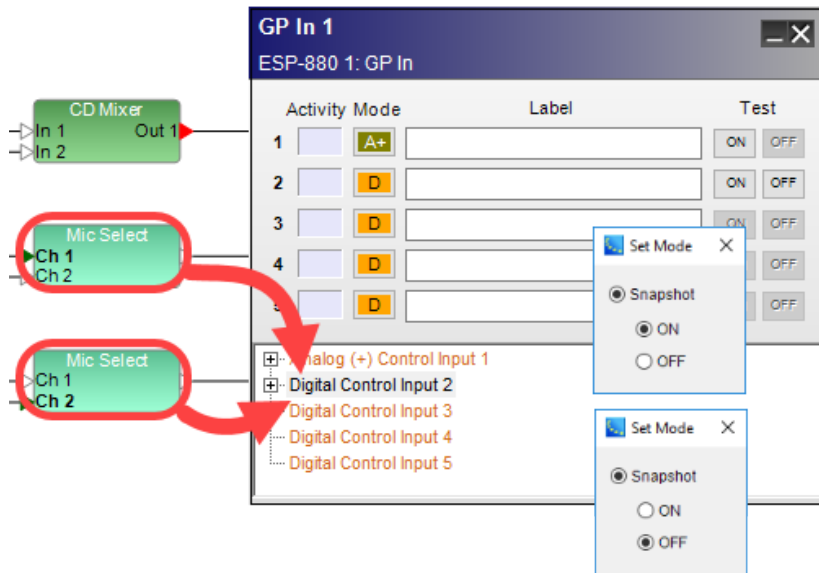 GP In 1
ESP-880 1: GP In
Activity Mode Label Test
1 A+ ON OFF
2 D ON OFF
3 D ON OFF
4 D OFF
D OFF
CD Mixer
In 1 Out 1
In 2
Mic Select
Ch 1
Ch 2
Mic Select
Ch 1
Ch 2
Analog (+) Control Input 1
Digital Control Input 2
Digital Control Input 3
Digital Control Input 4
Digital Control Input 5
Set Mode
Snapshot
ON
OFF
Set Mode
Snapshot
ON
OFF